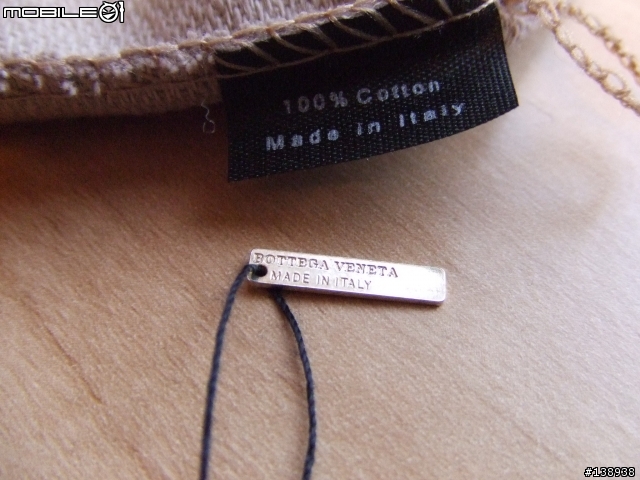 MOBILE01
100% Cotton
Made in Italy
BOTTEGA VENETA
MADE IN ITALY
#138938